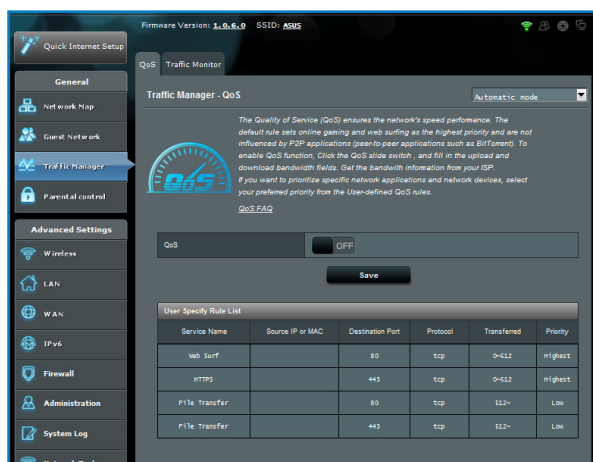 Firmware Version: 1.0.6.0 SSID: ASUS
Quick Internet Setup
General
Network Map
Guest Network
Traffic Manager
Parental control
Advanced Settings
Wireless
LAN
WAN
IPv6
Firewall
Administration
System Log
QoS Traffic Monitor
Traffic Manager - QoS
Automatic mode
QoS
The Quality of Service (QoS) ensures the network's speed performance. The
default rule sets online gaming and web surfing as the highest priority and are not
influenced by P2P applications (peer-to-peer applications such as BitTorrent). To
enable QoS function, Click the QoS slide switch , and fill in the upload and
download bandwidth fields. Get the bandwith information from your ISP.
If you want to prioritize specific network applications and network devices, select
your preferred priority from the User-defined QoS rules.
QoS FAQ
QoS OFF
Save
User Specify Rule List
Service Name Source IP or MAC Destination Port Protocol Transferred Priority
Web Surf 80 tcp 0~512 Highest
HTTPS 443 tcp 0~512 Highest
File Transfer 80 tcp 512~ Low
File Transfer 443 tcp 512~ Low